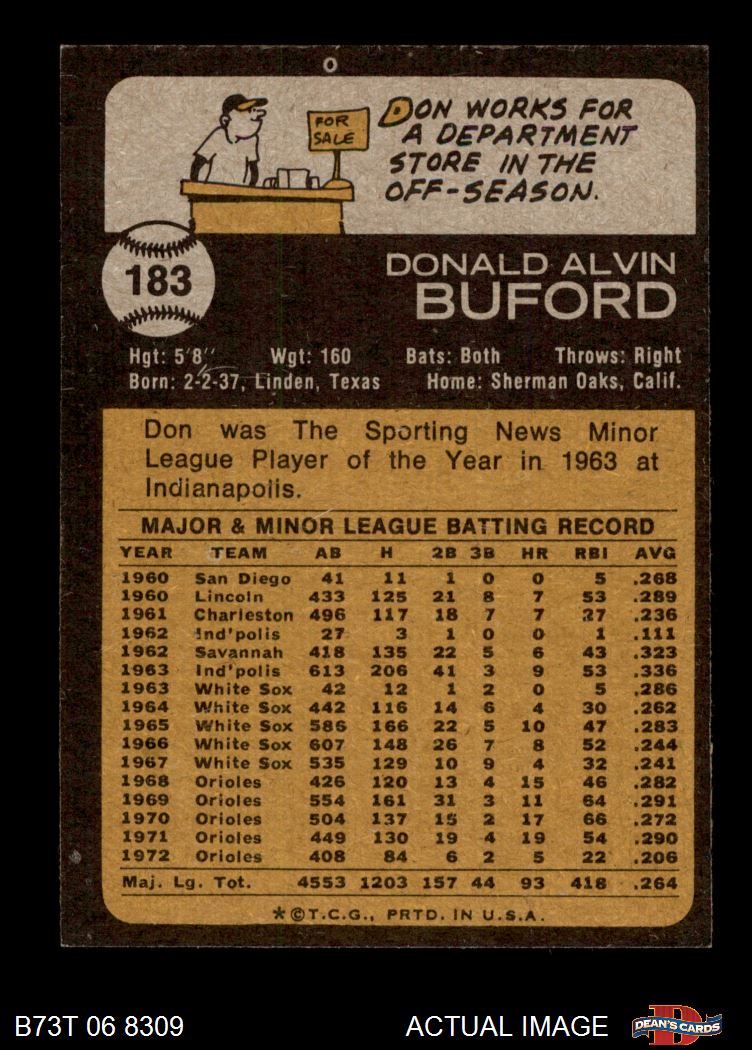 O
FOR
SALE
DON WORKS FOR
A DEPARTMENT
STORE IN THE
OFF-SEASON.
183
DONALD ALVIN
BUFORD
Hgt: 5'8" Wgt: 160 Bats: Both Throws: Right
Born: 2-2-37, Linden, Texas Home: Sherman Oaks, Calif.
Don was The Sporting News Minor
League Player of the Year in 1963 at
Indianapolis.
MAJOR & MINOR LEAGUE BATTING RECORD
YEAR TEAM AB H 2B 3B HR RBI AVG
1960 San Diego 41 11 1 0 0 5 .268
1960 Lincoln 433 125 21 8 7 53 .289
1961 Charleston 496 117 18 7 7 27 .236
1962 Ind'polis 27 3 1 0 0 1 .111
1962 Savannah 418 135 22 5 6 43 .323
1963 Ind'polis 613 206 41 3 9 53 .336
1963 White Sox 42 12 1 2 0 5 .286
1964 White Sox 442 116 14 6 4 30 .262
1965 White Sox 586 166 22 5 10 47 .283
1966 White Sox 607 148 26 7 8 52 .244
1967 White Sox 535 129 10 9 4 32 .241
1968 Orioles 426 120 13 4 15 46 .282
1969 Orioles 554 161 31 3 11 64 .291
1970 Orioles 504 137 15 2 17 66 .272
1971 Orioles 449 130 19 4 19 54 .290
1972 Orioles 408 84 6 2 5 22 .206
Maj. Lg. Tot. 4553 1203 157 44 93 418 .264
*©T.C.G., PRTD. IN U.S.A.
B73T 06 8309 ACTUAL IMAGE DEAN'S CARDS